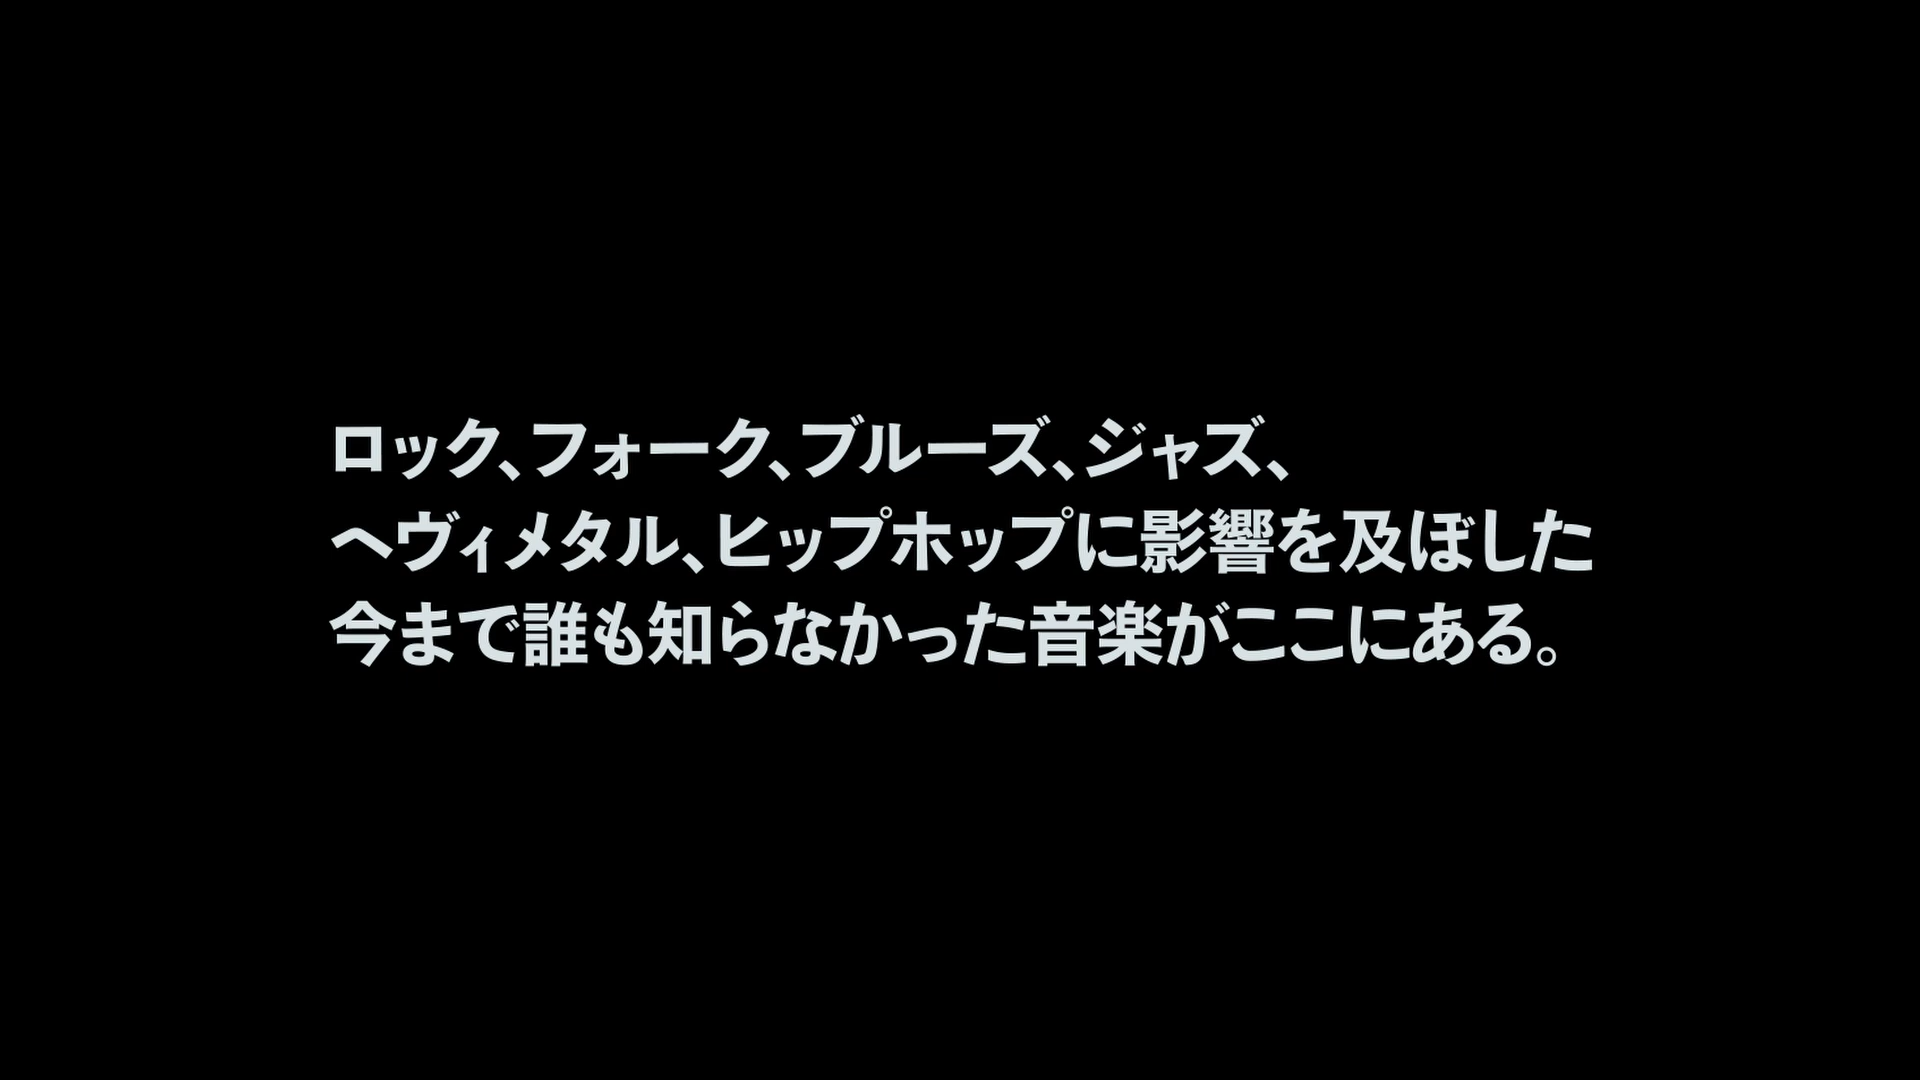 ロック、フォーク、ブルーズ、ジャズ、
ヘヴィメタル、ヒップホップに影響を及ぼした
今まで誰も知らなかった音楽がここにある。